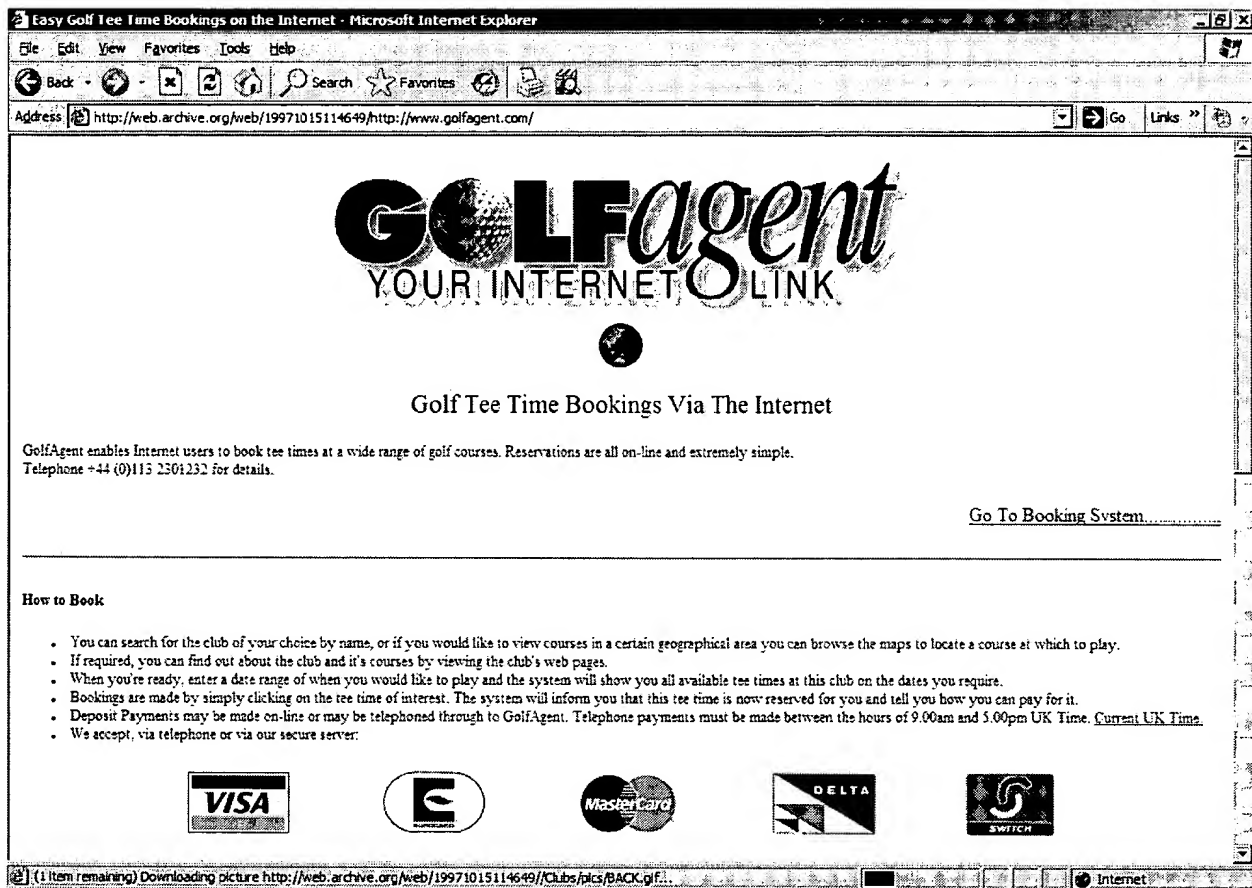 Easy Golf Tee Time Bookings on the Internet - Microsoft Internet Explorer
File Edit View Favorites Tools Help
Back Search Favorites
Address http://web.archive.org/web/19971015114649/http://www.golfagent.com/ Go Links »
GOLFagent
YOUR INTERNET LINK
Golf Tee Time Bookings Via The Internet
GolfAgent enables Internet users to book tee times at a wide range of golf courses. Reservations are all on-line and extremely simple.
Telephone +44 (0)113 2301232 for details.
Go To Booking System................
How to Book
• You can search for the club of your choice by name, or if you would like to view courses in a certain geographical area you can browse the maps to locate a course at which to play.
• If required, you can find out about the club and it's courses by viewing the club's web pages.
• When you're ready, enter a date range of when you would like to play and the system will show you all available tee times at this club on the dates you require.
• Bookings are made by simply clicking on the tee time of interest. The system will inform you that this tee time is now reserved for you and tell you how you can pay for it.
• Deposit Payments may be made on-line or may be telephoned through to GolfAgent. Telephone payments must be made between the hours of 9.00am and 5.00pm UK Time. Current UK Time.
• We accept, via telephone or via our secure server:
VISA MasterCard DELTA SWITCH
(1 item remaining) Downloading picture http://web.archive.org/web/19971015114649//Clubs/pics/BACK.gif... Internet